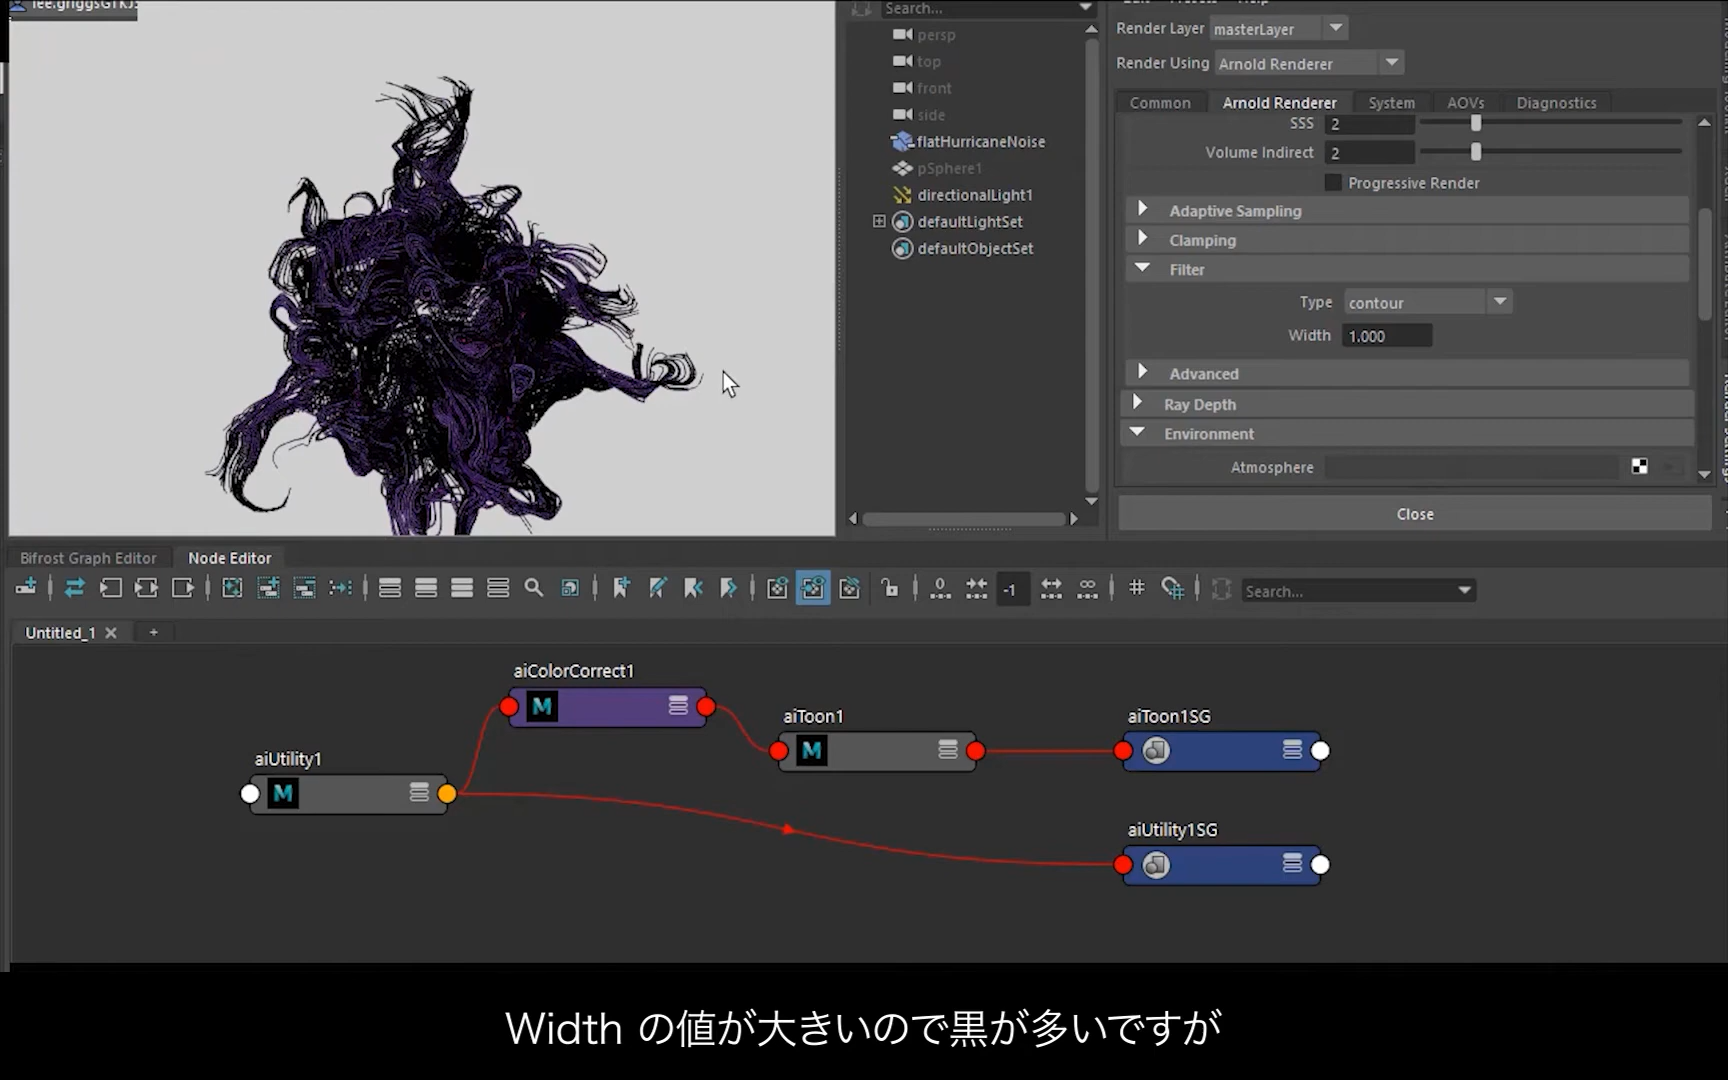 Search...
persp
top
front
side
flatHurricaneNoise
pSphere1
directionalLight1
defaultLightSet
defaultObjectSet
Render Layer masterLayer
Render Using Arnold Renderer
Common Arnold Renderer System AOVs Diagnostics
SSS 2
Volume Indirect 2
Progressive Render
Adaptive Sampling
Clamping
Filter
Type contour
Width 1.000
Advanced
Ray Depth
Environment
Atmosphere
Close
Bifrost Graph Editor Node Editor
0
-1
Search...
Untitled_1
aiColorCorrect1
M
aiToon1
M
aiToon1SG
aiUtility1
M
aiUtility1SG
Width の値が大きいので黒が多いですが